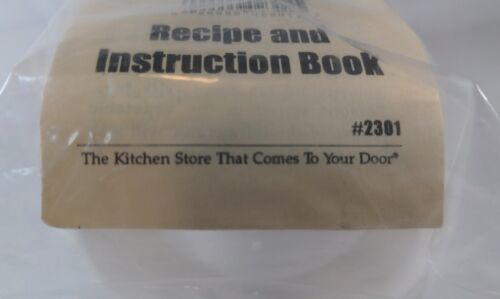 Recipe and
Instruction Book
#2301
The Kitchen Store That Comes To Your Door®